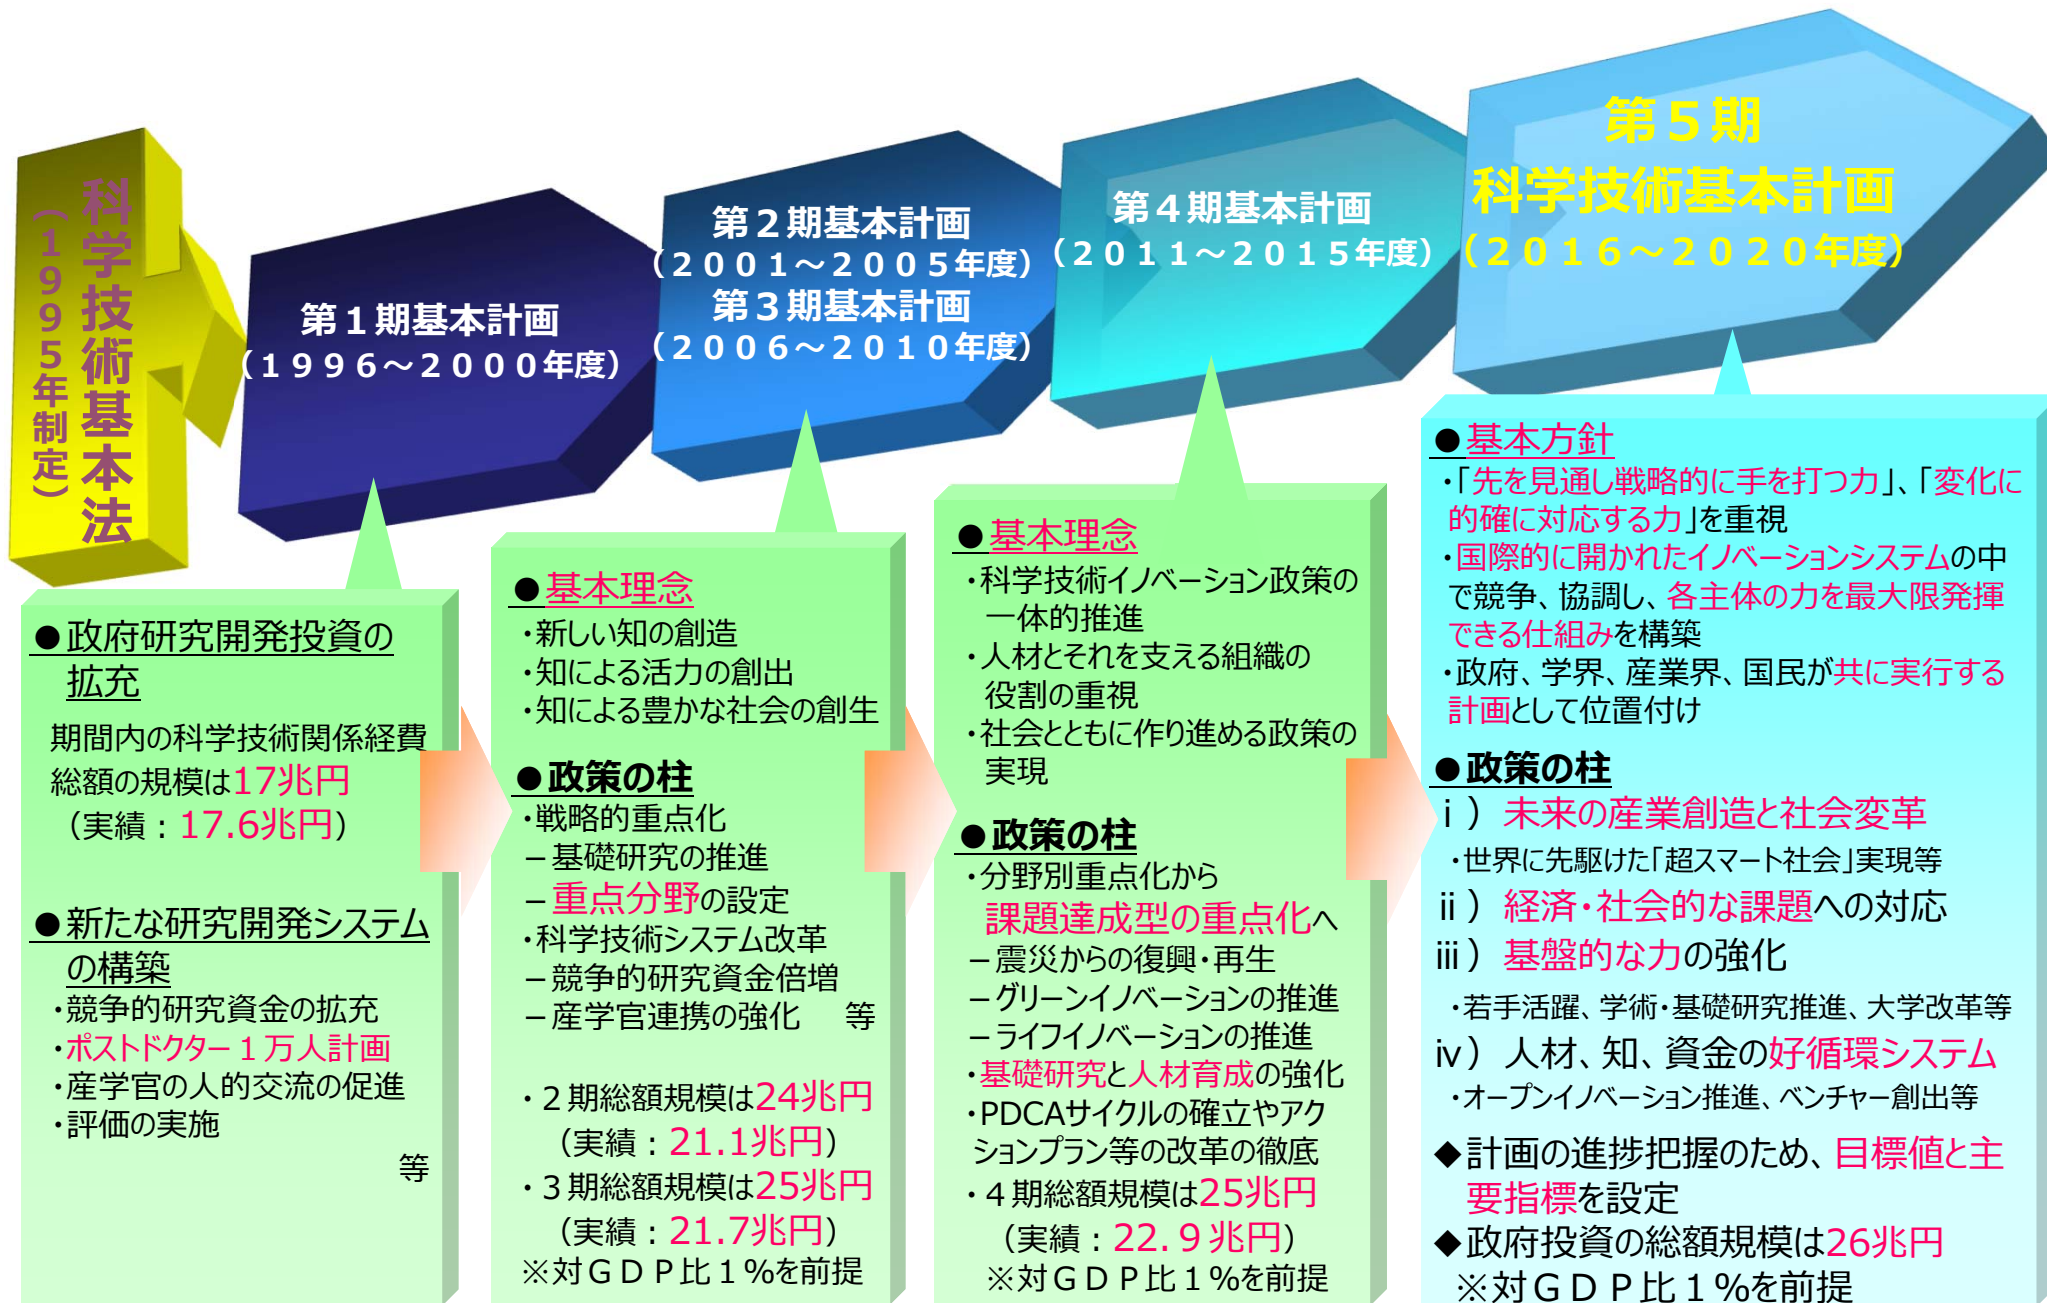 科学技術基本法
（1995年制定）
第１期基本計画
（１９９６～２０００年度）
第２期基本計画
（２００１～２００５年度）
第３期基本計画
（２００６～２０１０年度）
第４期基本計画
（２０１１～２０１５年度）
第５期
科学技術基本計画
（２０１６～２０２０年度）
●政府研究開発投資の
拡充
期間内の科学技術関係経費
総額の規模は17兆円
（実績：17.6兆円）
●新たな研究開発システム
の構築
・競争的研究資金の拡充
・ポストドクター１万人計画
・産学官の人的交流の促進
・評価の実施
等
●基本理念
・新しい知の創造
・知による活力の創出
・知による豊かな社会の創生
●政策の柱
・戦略的重点化
－基礎研究の推進
－重点分野の設定
・科学技術システム改革
－競争的研究資金倍増
－産学官連携の強化　等
・２期総額規模は24兆円
（実績：21.1兆円）
・３期総額規模は25兆円
（実績：21.7兆円）
※対ＧＤＰ比１％を前提
●基本理念
・科学技術イノベーション政策の
一体的推進
・人材とそれを支える組織の
役割の重視
・社会とともに作り進める政策の
実現
●政策の柱
・分野別重点化から
課題達成型の重点化へ
－震災からの復興・再生
－グリーンイノベーションの推進
－ライフイノベーションの推進
・基礎研究と人材育成の強化
・PDCAサイクルの確立やアク
ションプラン等の改革の徹底
・４期総額規模は25兆円
（実績：22.９兆円）
※対ＧＤＰ比１％を前提
●基本方針
・「先を見通し戦略的に手を打つ力」、「変化に
的確に対応する力」を重視
・国際的に開かれたイノベーションシステムの中
で競争、協調し、各主体の力を最大限発揮
できる仕組みを構築
・政府、学界、産業界、国民が共に実行する
計画として位置付け
●政策の柱
ⅰ）未来の産業創造と社会変革
・世界に先駆けた「超スマート社会」実現等
ⅱ）経済・社会的な課題への対応
ⅲ）基盤的な力の強化
・若手活躍、学術・基礎研究推進、大学改革等
ⅳ）人材、知、資金の好循環システム
・オープンイノベーション推進、ベンチャー創出等
◆計画の進捗把握のため、目標値と主
要指標を設定
◆政府投資の総額規模は26兆円
※対ＧＤＰ比１％を前提